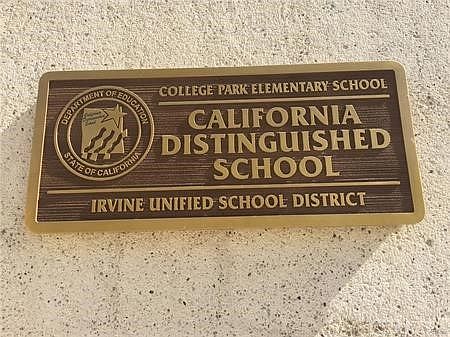 COLLEGE PARK ELEMENTARY SCHOOL
CALIFORNIA
DISTINGUISHED
SCHOOL
IRVINE UNIFIED SCHOOL DISTRICT
DEPARTMENT OF EDUCATION
STATE OF CALIFORNIA